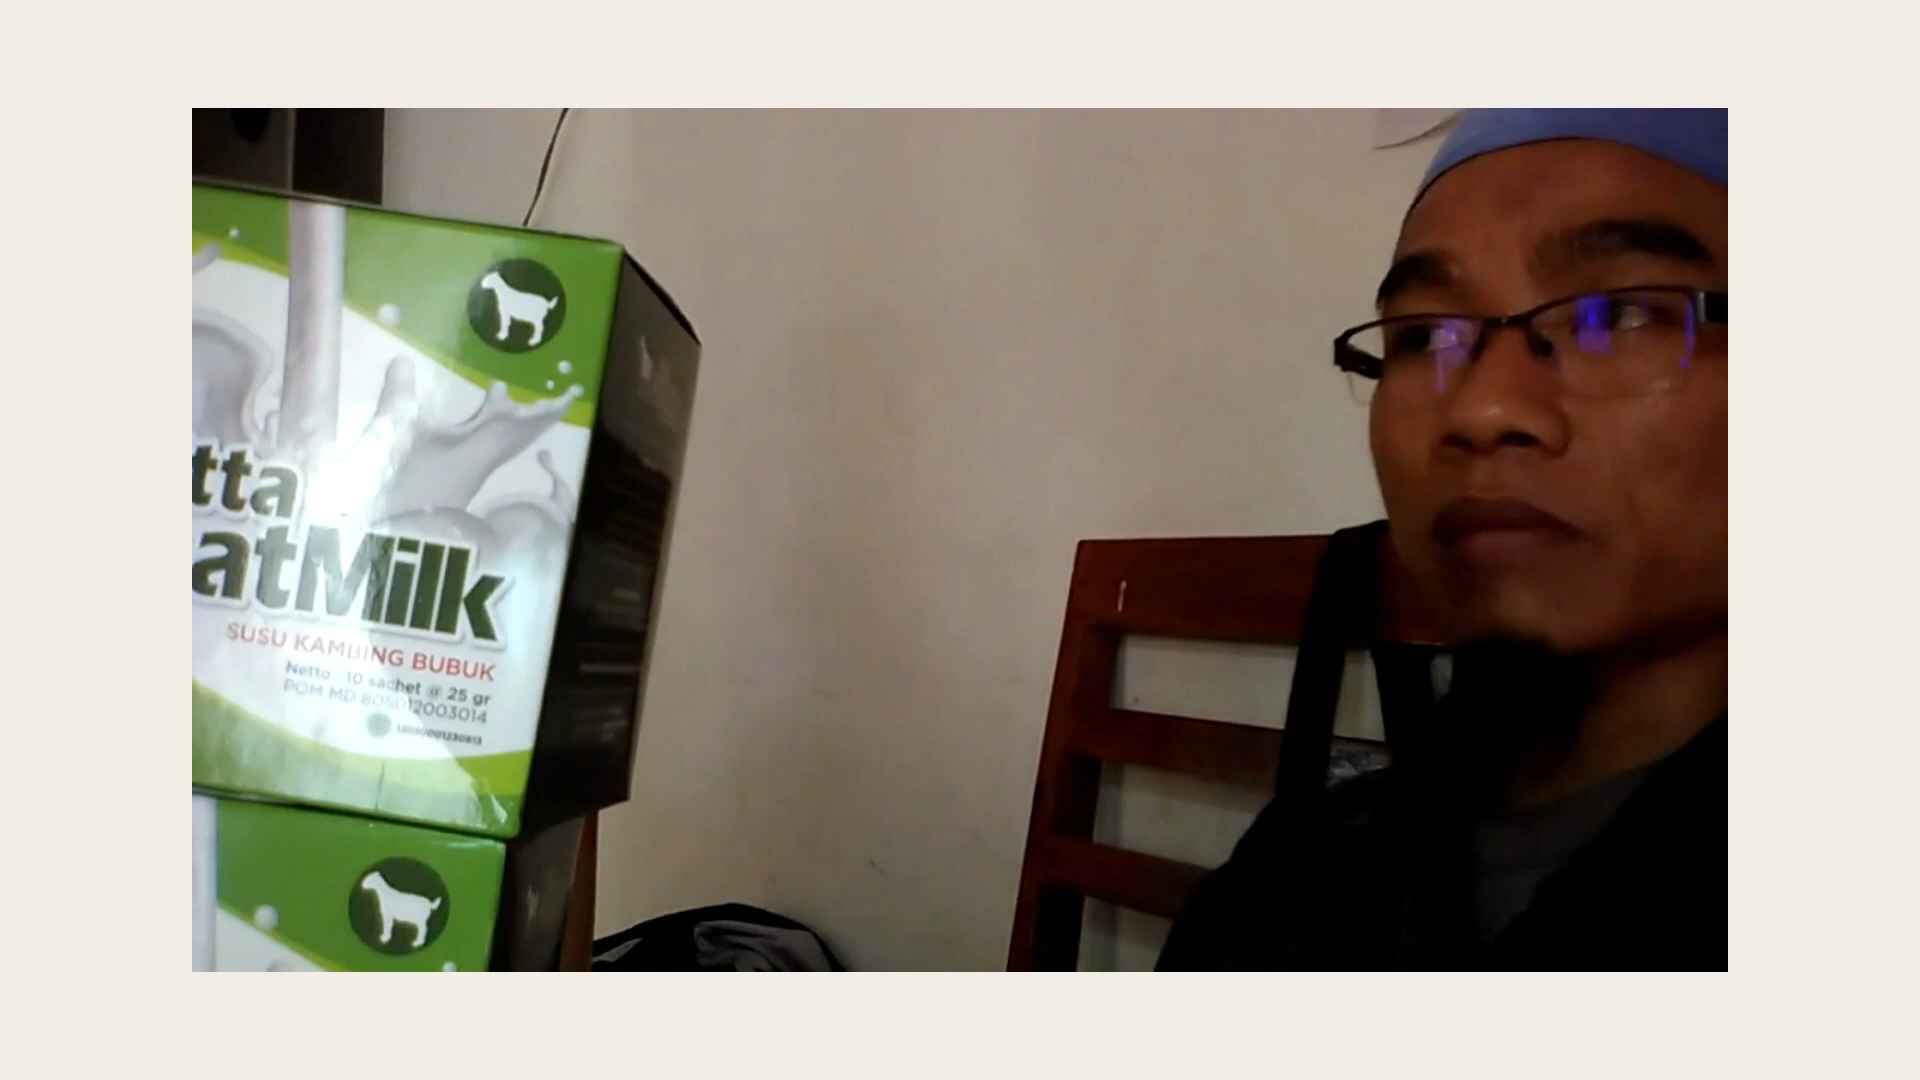 tta
atMilk
SUSU KAMBING BUBUK
Netto 10 sachet @ 25 gr
POM MD 805012003014